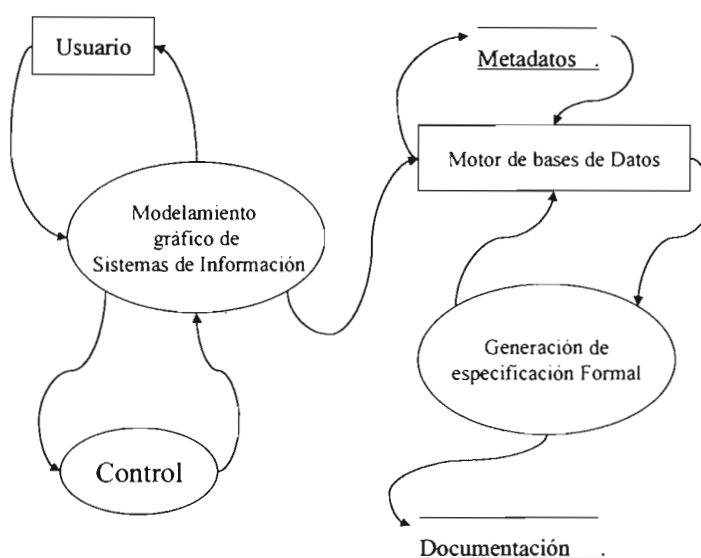 Usuario
Metadatos .
Motor de bases de Datos
Modelamiento
gráfico de
Sistemas de Información
Generación de
especificación Formal
Control
Documentación .